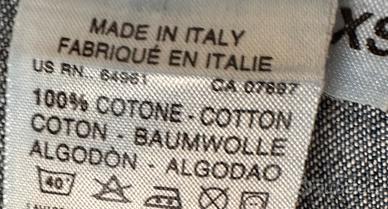 MADE IN ITALY
FABRIQUÉ EN ITALIE
US RN.. 64961 CA 07697
XS
100% COTONE - COTTON
COTON - BAUMWOLLE
ALGODÒN - ALGODAO
40